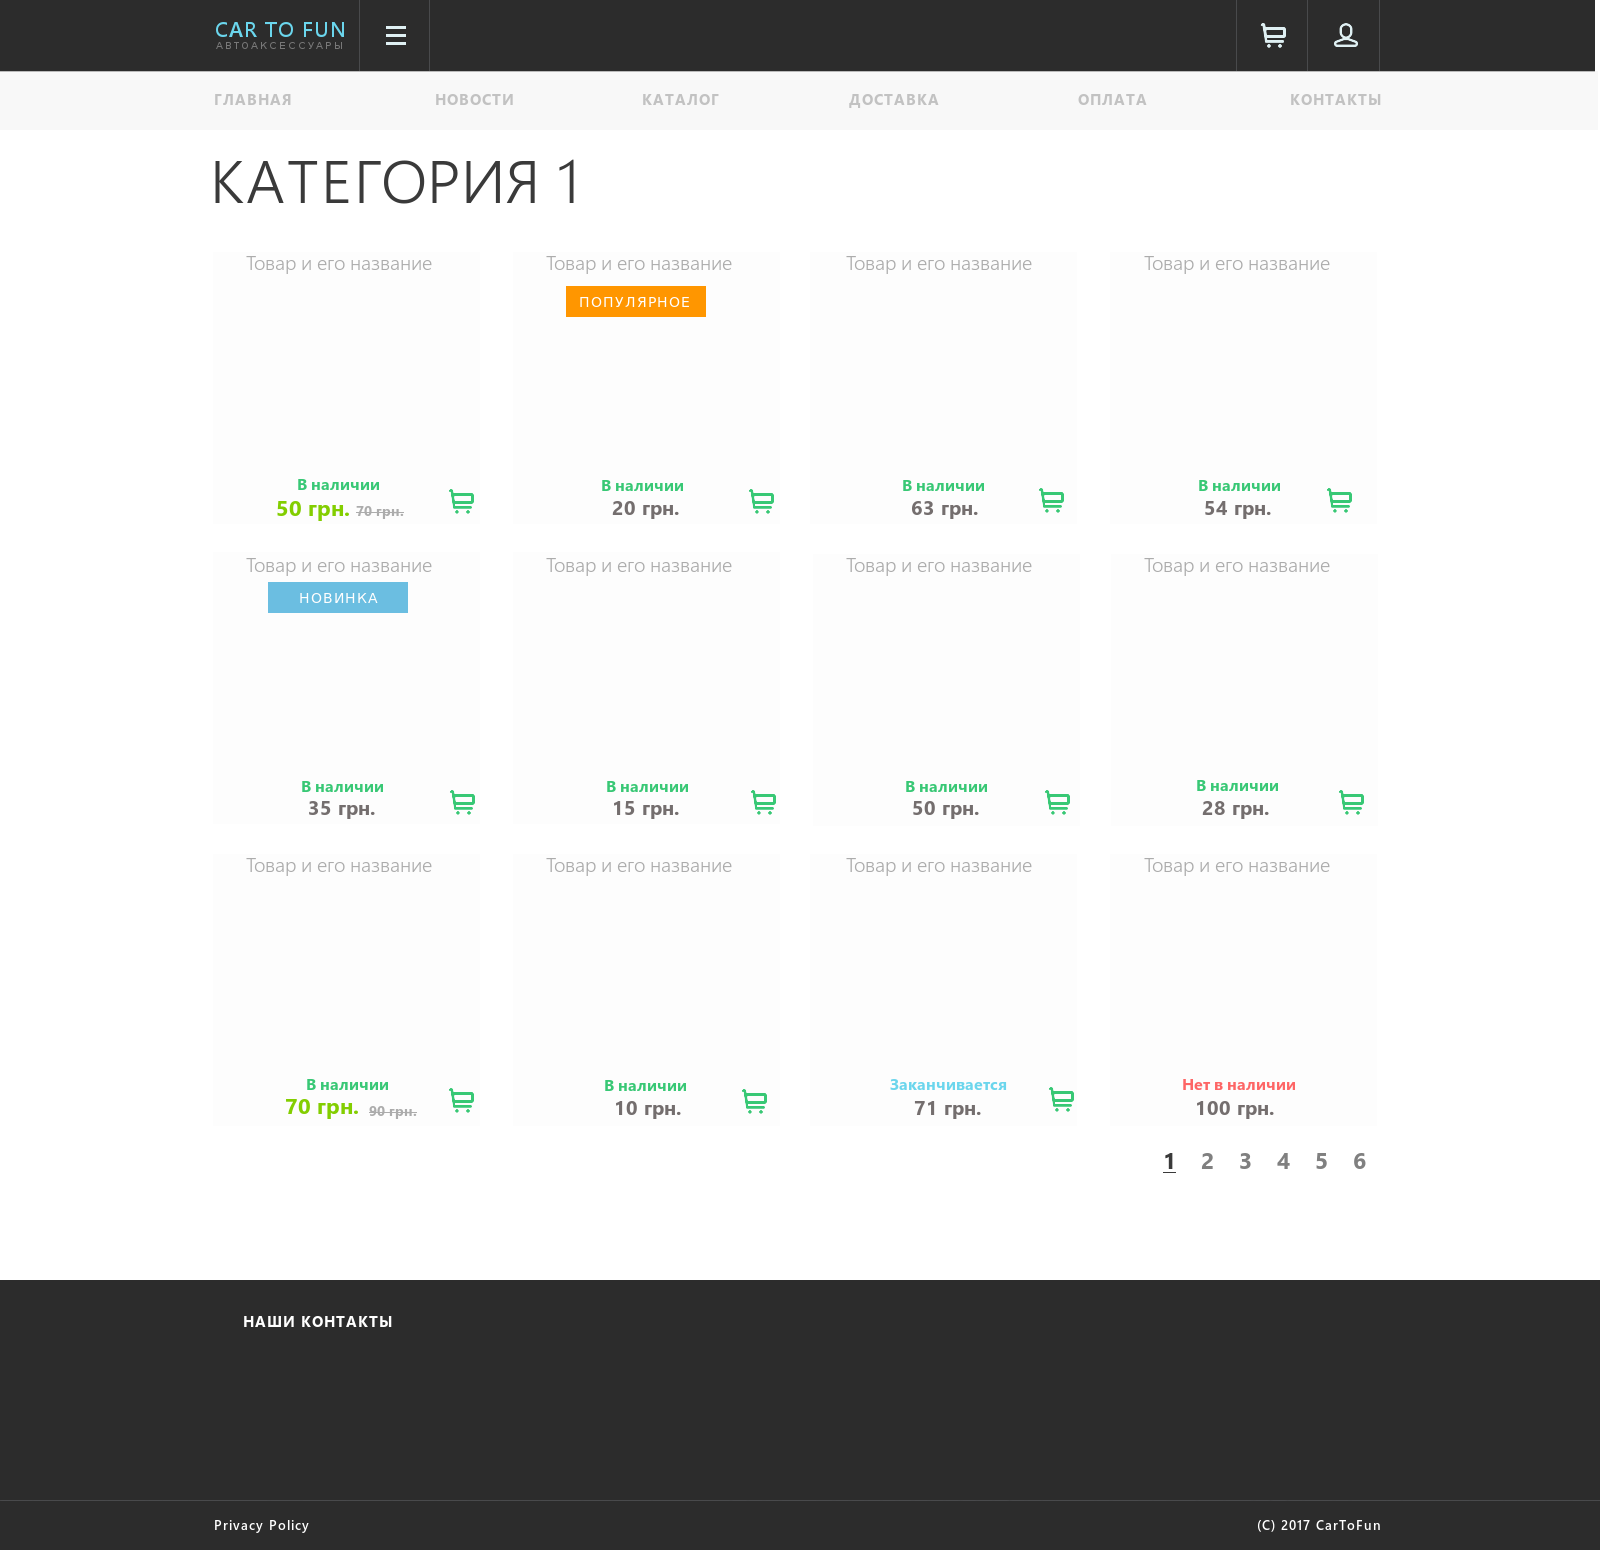 CAR TO FUN
АВТОАКСЕССУАРЫ
ГЛАВНАЯ НОВОСТИ КАТАЛОГ ДОСТАВКА ОПЛАТА КОНТАКТЫ
КАТЕГОРИЯ 1
Товар и его название Товар и его название Товар и его название Товар и его название
ПОПУЛЯРНОЕ
В наличии В наличии В наличии В наличии
50 грн. 70 грн. 20 грн. 63 грн. 54 грн.
Товар и его название Товар и его название Товар и его название Товар и его название
НОВИНКА
В наличии В наличии В наличии В наличии
35 грн. 15 грн. 50 грн. 28 грн.
Товар и его название Товар и его название Товар и его название Товар и его название
В наличии В наличии Заканчивается Нет в наличии
70 грн. 90 грн. 10 грн. 71 грн. 100 грн.
1 2 3 4 5 6
НАШИ КОНТАКТЫ
Privacy Policy (C) 2017 CarToFun